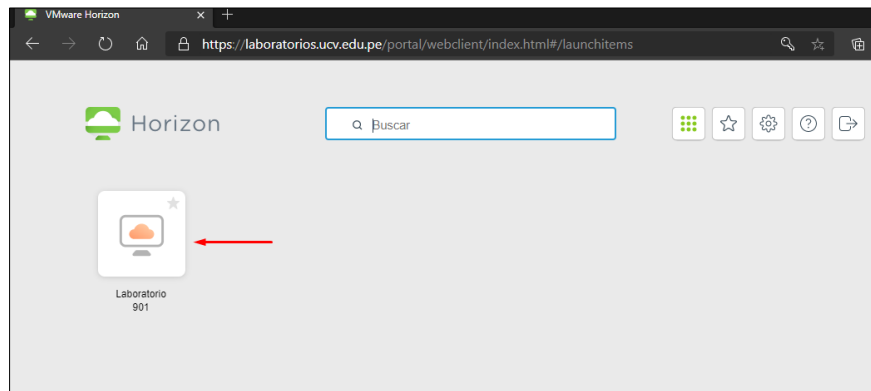 VMware Horizon
https://laboratorios.ucv.edu.pe/portal/webclient/index.html#/launchitems
Horizon
Buscar
Laboratorio
901